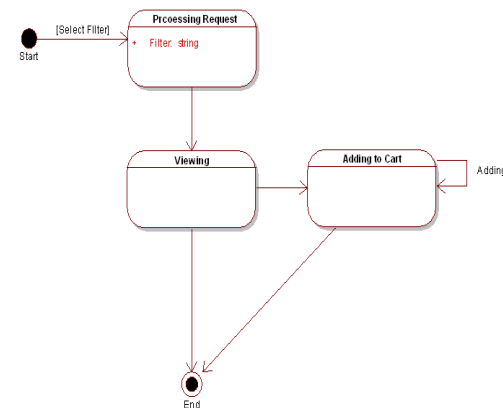 Prcoessing Request
[Select Filter]
+ Filter: string
Start
Viewing
Adding to Cart
Adding
End